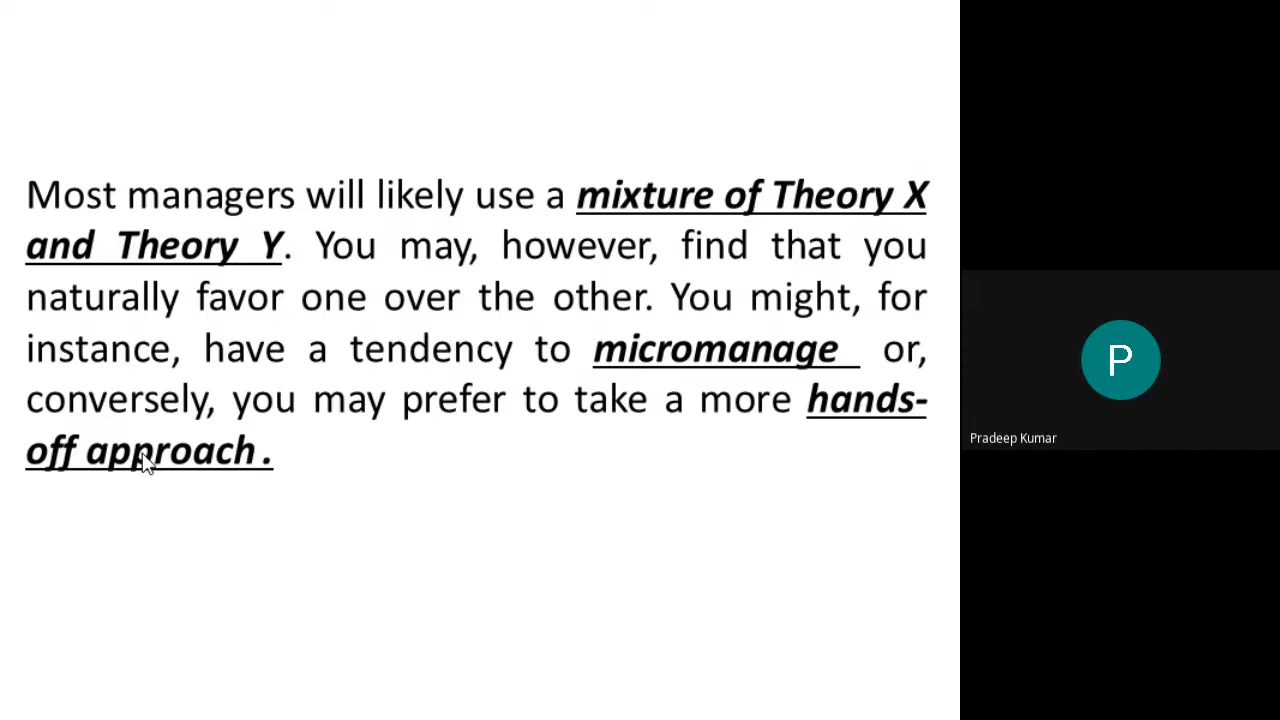 Most managers will likely use a mixture of Theory X
and Theory Y. You may, however, find that you
naturally favor one over the other. You might, for
instance, have a tendency to micromanage or,
conversely, you may prefer to take a more hands-
off approach .
P
Pradeep Kumar